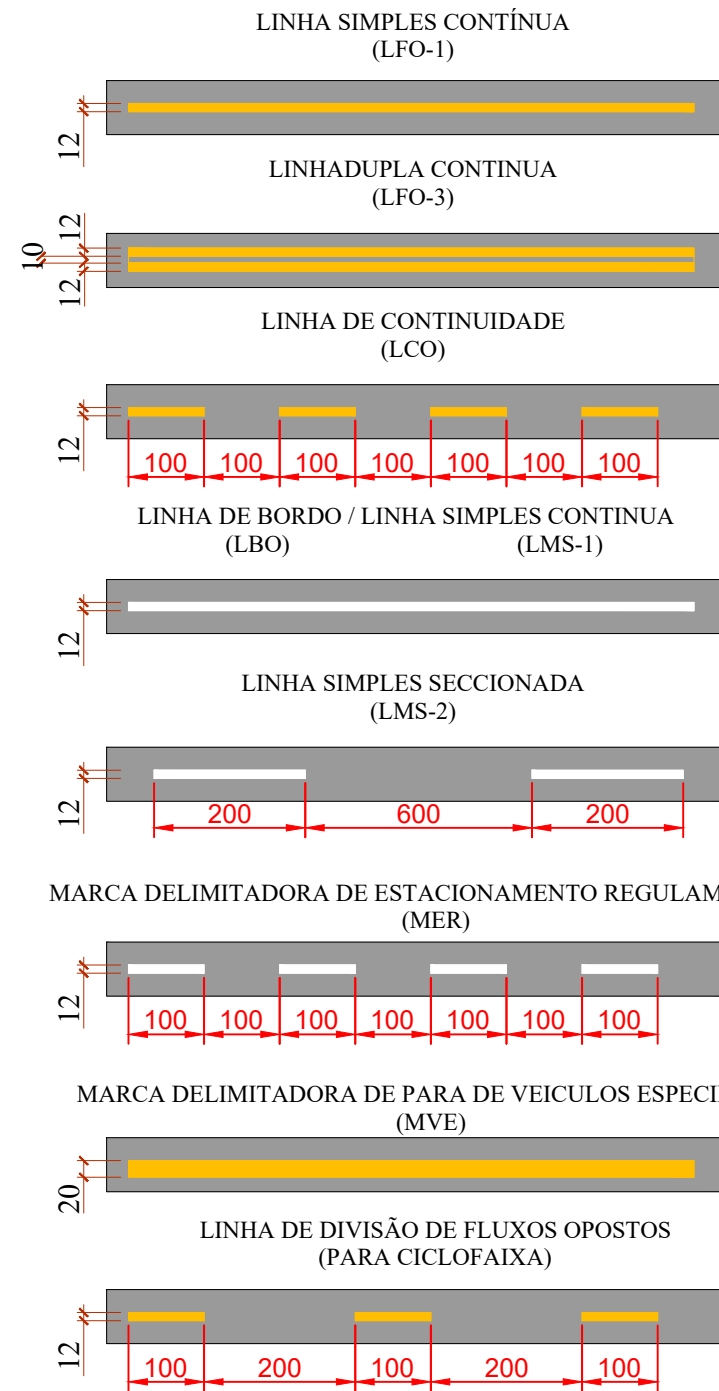 LINHA SIMPLES CONTÍNUA
(LFO-1)
12
LINHADUPLA CONTINUA
(LFO-3)
12
10
12
LINHA DE CONTINUIDADE
(LCO)
12
100 100 100 100 100 100 100
LINHA DE BORDO / LINHA SIMPLES CONTINUA
(LBO) (LMS-1)
12
LINHA SIMPLES SECCIONADA
(LMS-2)
12
200 600 200
MARCA DELIMITADORA DE ESTACIONAMENTO
(MER)
12
100 100 100 100 100 100 100
MARCA DELIMITADORA DE PARA DE VEICULOS
(MVE)
20
LINHA DE DIVISÃO DE FLUXOS OPOSTOS
(PARA CICLOFAIXA)
12
100 200 100 200 100